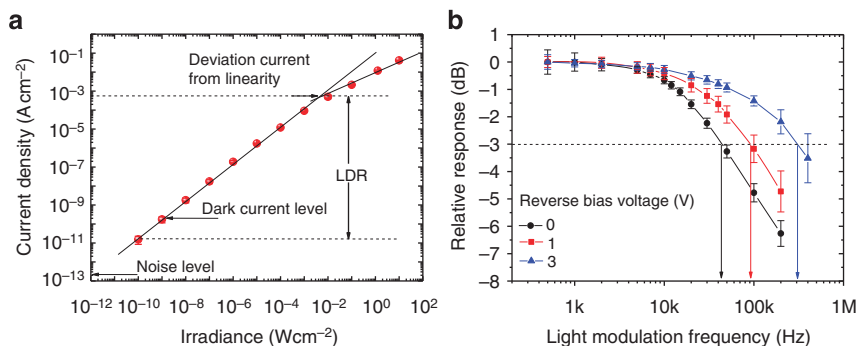 a
10⁻¹
10⁻³
10⁻⁵
10⁻⁷
10⁻⁹
10⁻¹¹
10⁻¹³
Current density (A cm⁻²)
Deviation current
from linearity
LDR
Dark current level
Noise level
10⁻¹² 10⁻¹⁰ 10⁻⁸ 10⁻⁶ 10⁻⁴ 10⁻² 10⁰ 10²
Irradiance (Wcm⁻²)
b
1
0
−1
−2
−3
−4
−5
−6
−7
−8
Relative response (dB)
Reverse bias voltage (V)
0
1
3
1k 10k 100k 1M
Light modulation frequency (Hz)